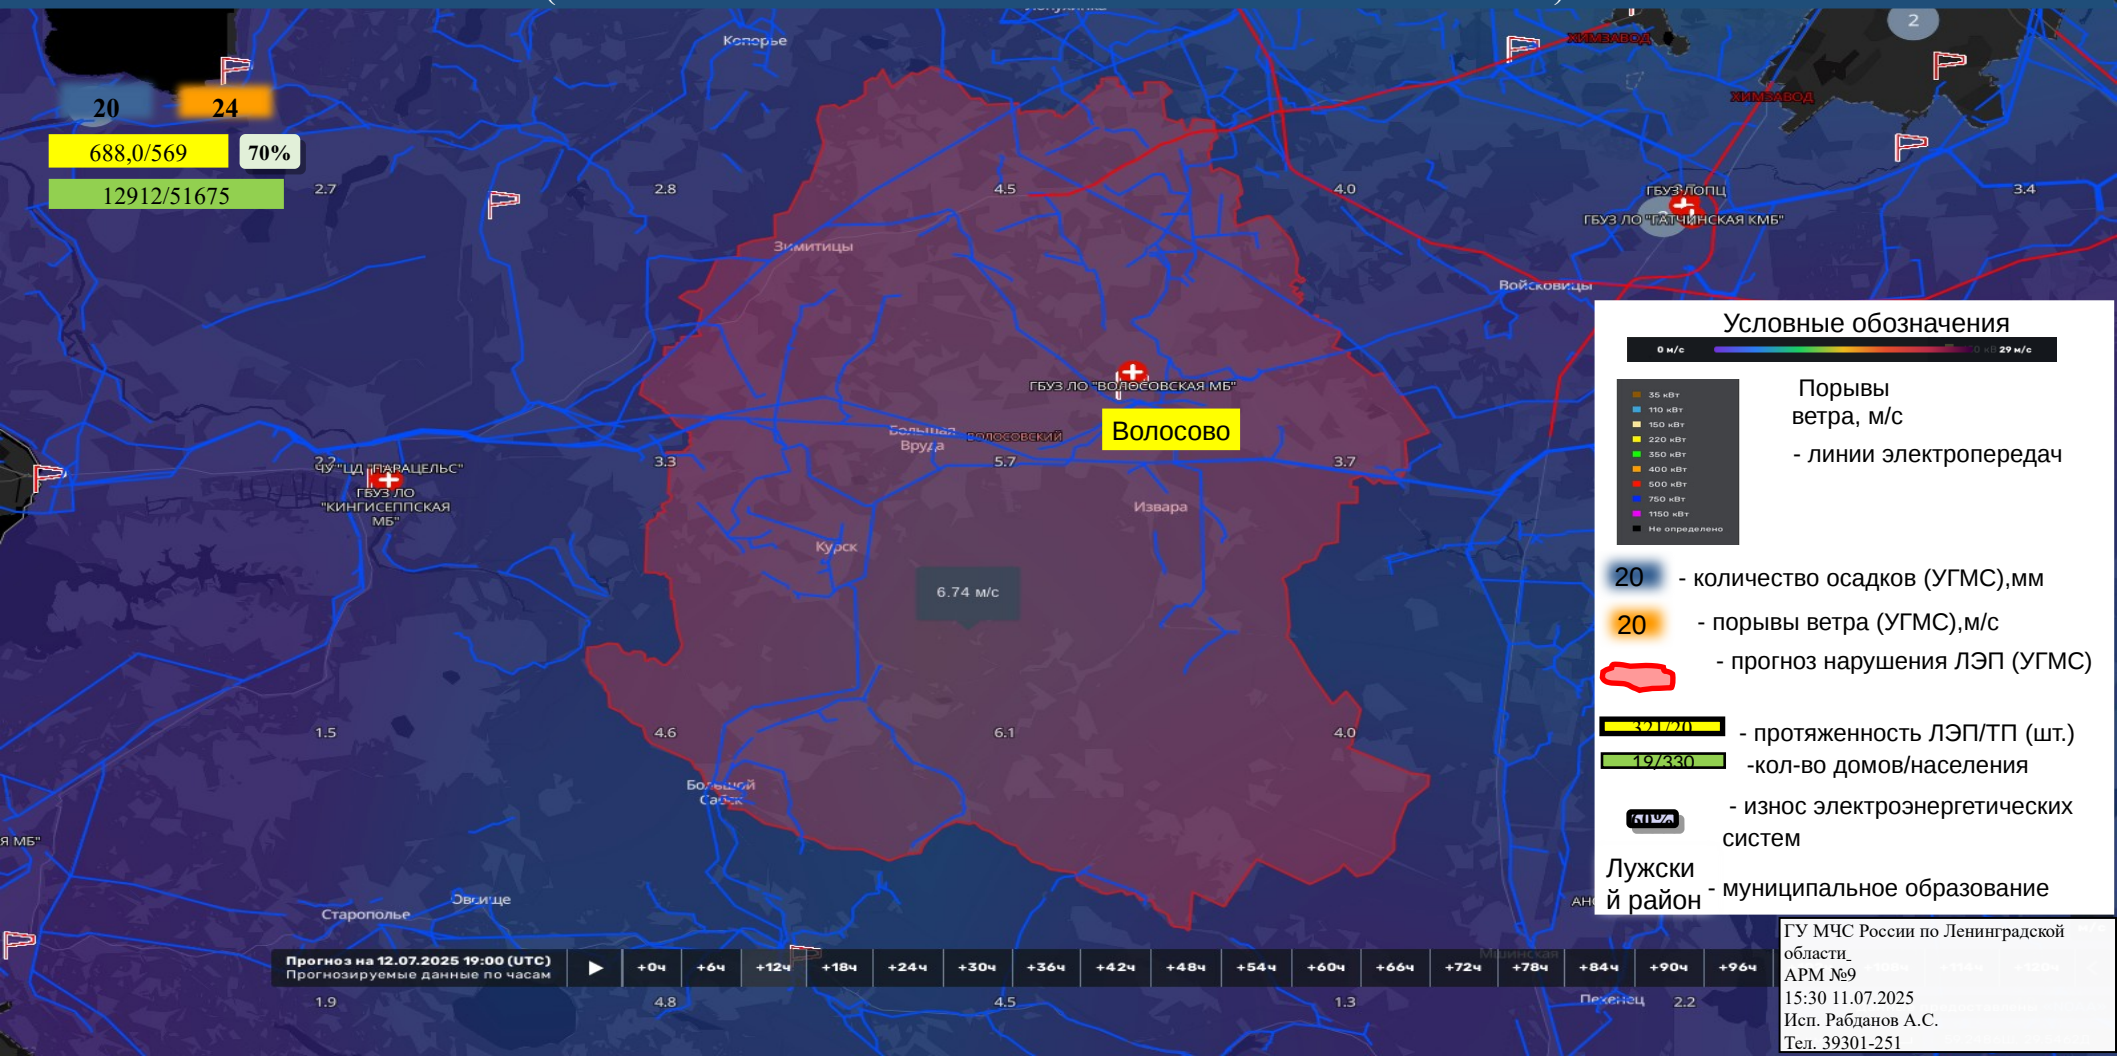 Копорье
2
ХИМЗАВОД
ХИМЗАВОД
20
24
688,0/569
70%
12912/51675
2.7
2.8
4.5
4.0
3.4
ГБУЗ ЛОПЦ
ГБУЗ ЛО "ГАТЧИНСКАЯ КМБ"
Зимитицы
Войсковицы
Условные обозначения
0 м/с
29 м/с
35 кВт
110 кВт
150 кВт
220 кВт
350 кВт
400 кВт
500 кВт
750 кВт
1150 кВт
Не определено
Порывы
ветра, м/с
- линии электропередач
ГБУЗ ЛО "ВОЛОСОВСКАЯ МБ"
Волосово
Большая
Вруда
ВОЛОСОВСКИЙ
2.2
3.3
5.7
3.7
ЧУ "ЦД "ПАРАЦЕЛЬС"
ГБУЗ ЛО
"КИНГИСЕППСКАЯ
МБ"
Извара
Курск
6.74 м/с
20
- количество осадков (УГМС),мм
20
- порывы ветра (УГМС),м/с
- прогноз нарушения ЛЭП (УГМС)
321/20
- протяженность ЛЭП/ТП (шт.)
19/330
-кол-во домов/населения
- износ электроэнергетических
систем
Лужски
й район
- муниципальное образование
1.5
4.6
6.1
4.0
Большой
Сабск
Я МБ"
Овсище
Старополье
Мшинская
Прогноз на 12.07.2025 19:00 (UTC)
Прогнозируемые данные по часам
+0ч
+6ч
+12ч
+18ч
+24ч
+30ч
+36ч
+42ч
+48ч
+54ч
+60ч
+66ч
+72ч
+78ч
+84ч
+90ч
+96ч
1.9
4.8
4.5
1.3
Пехенец
2.2
ГУ МЧС России по Ленинградской
области_
АРМ №9
15:30 11.07.2025
Исп. Рабданов А.С.
Тел. 39301-251